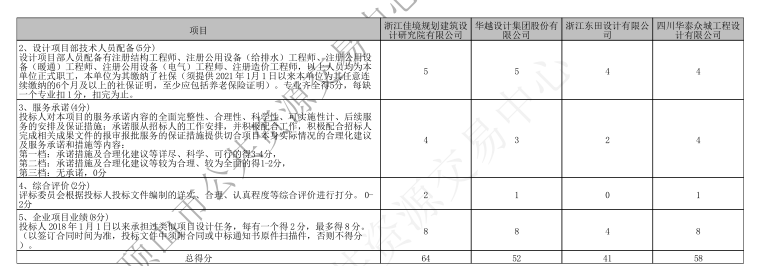 项目
浙江佳境规划建筑设
计研究院有限公司
华越设计集团股份有
限公司
浙江东田设计有限公
司
四川华泰众城工程设
计有限公司
2、设计项目部技术人员配备(5分)
设计项目部人员配备有注册结构工程师、注册公用设备（给排水）工程师、注册公用设
备（暖通）工程师、注册公用设备（电气）工程师、注册造价工程师，以上人员均为本
单位正式职工，本单位为其缴纳了社保（须提供 2021 年 1 月 1 日以来本单位为其任意连
续缴纳的6个月及以上的社保证明，至少应包括养老保险证明）。专业齐全得5分，每缺
一个专业扣 1 分，扣完为止。
5
5
4
4
3、服务承诺(4分)
投标人对本项目的服务承诺内容的全面完整性、合理性、科学性、可实施性计、后续服
务的安排及保证措施；承诺服从招标人的工作安排，并积极配合工作，积极配合招标人
完成相关成果文件的报审报批服务的保证措施提供切合项目本身实际情况的合理化建议
及服务承诺和措施等内容：
第一档：承诺措施及合理化建议等详尽、科学、可行的得3-4分，
第二档：承诺措施及合理化建议等较为合理、较为全面的得1-2分，
第三档：无承诺，0分
4
3
2
4
4、综合评价(2分)
评标委员会根据投标人投标文件编制的详实、合理、认真程度等综合评价进行打分。 0-
2分
2
1
0
1
5、企业项目业绩(8分)
投标人 2018 年 1 月 1 日以来承担过类似项目设计任务，每有一个得 2 分，最多得 8 分。
（以签订合同时间为准，投标文件中须附合同或中标通知书原件扫描件，否则不得分
）。
8
8
4
8
总得分
64
52
41
58